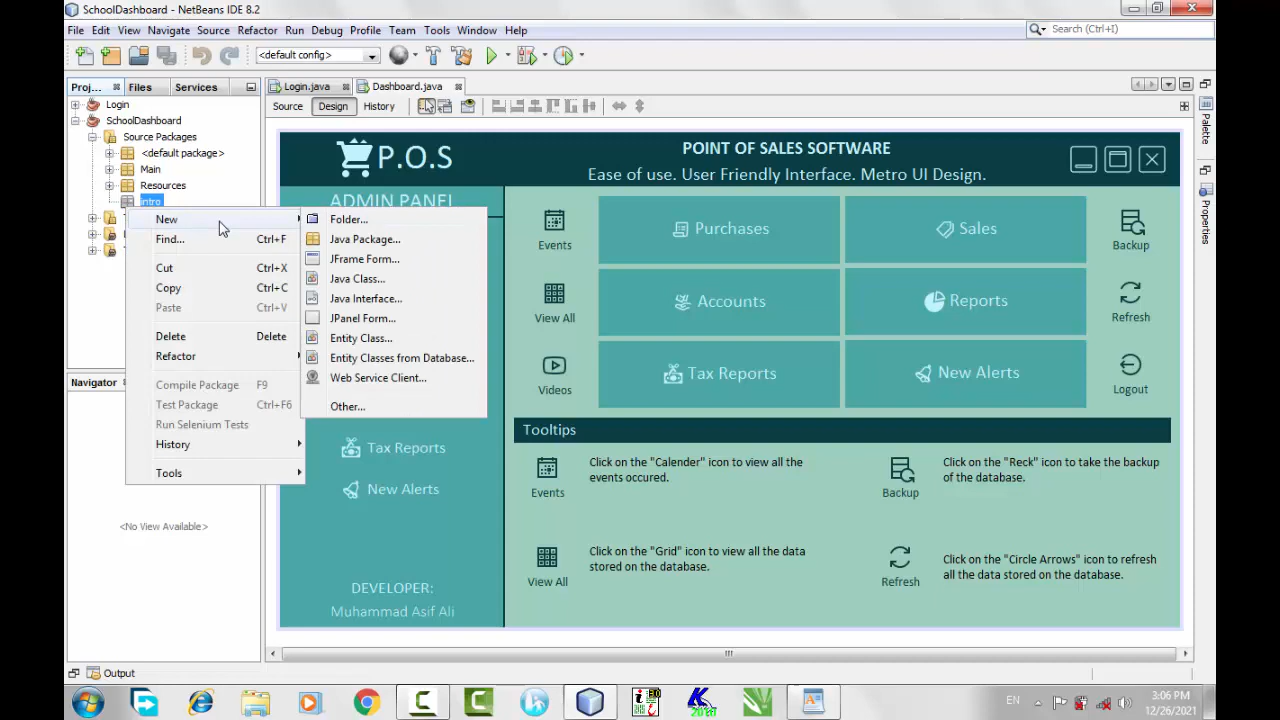 SchoolDashboard - NetBeans IDE 8.2
File Edit View Navigate Source Refactor Run Debug Profile Team Tools Window Help
Search (Ctrl+I)
<default config>
Proj... Files Services
Login.java Dashboard.java
Source Design History
Login
SchoolDashboard
Source Packages
<default package>
Main
Resources
intro
New
Find... Ctrl+F
Cut Ctrl+X
Copy Ctrl+C
Paste Ctrl+V
Delete Delete
Refactor
Compile Package F9
Test Package Ctrl+F6
Run Selenium Tests
History
Tools
Folder...
Java Package...
JFrame Form...
Java Class...
Java Interface...
JPanel Form...
Entity Class...
Entity Classes from Database...
Web Service Client...
Other...
Navigator
<No View Available>
P.O.S
POINT OF SALES SOFTWARE
Ease of use. User Friendly Interface. Metro UI Design.
ADMIN PANEL
Tax Reports
New Alerts
DEVELOPER:
Muhammad Asif Ali
Events
View All
Videos
Purchases
Sales
Accounts
Reports
Tax Reports
New Alerts
Backup
Refresh
Logout
Tooltips
Events
Click on the "Calender" icon to view all the
events occured.
Backup
Click on the "Reck" icon to take the backup
of the database.
View All
Click on the "Grid" icon to view all the data
stored on the database.
Refresh
Click on the "Circle Arrows" icon to refresh
all the data stored on the database.
Palette
Properties
Output
20th
EN
3:06 PM
12/26/2021